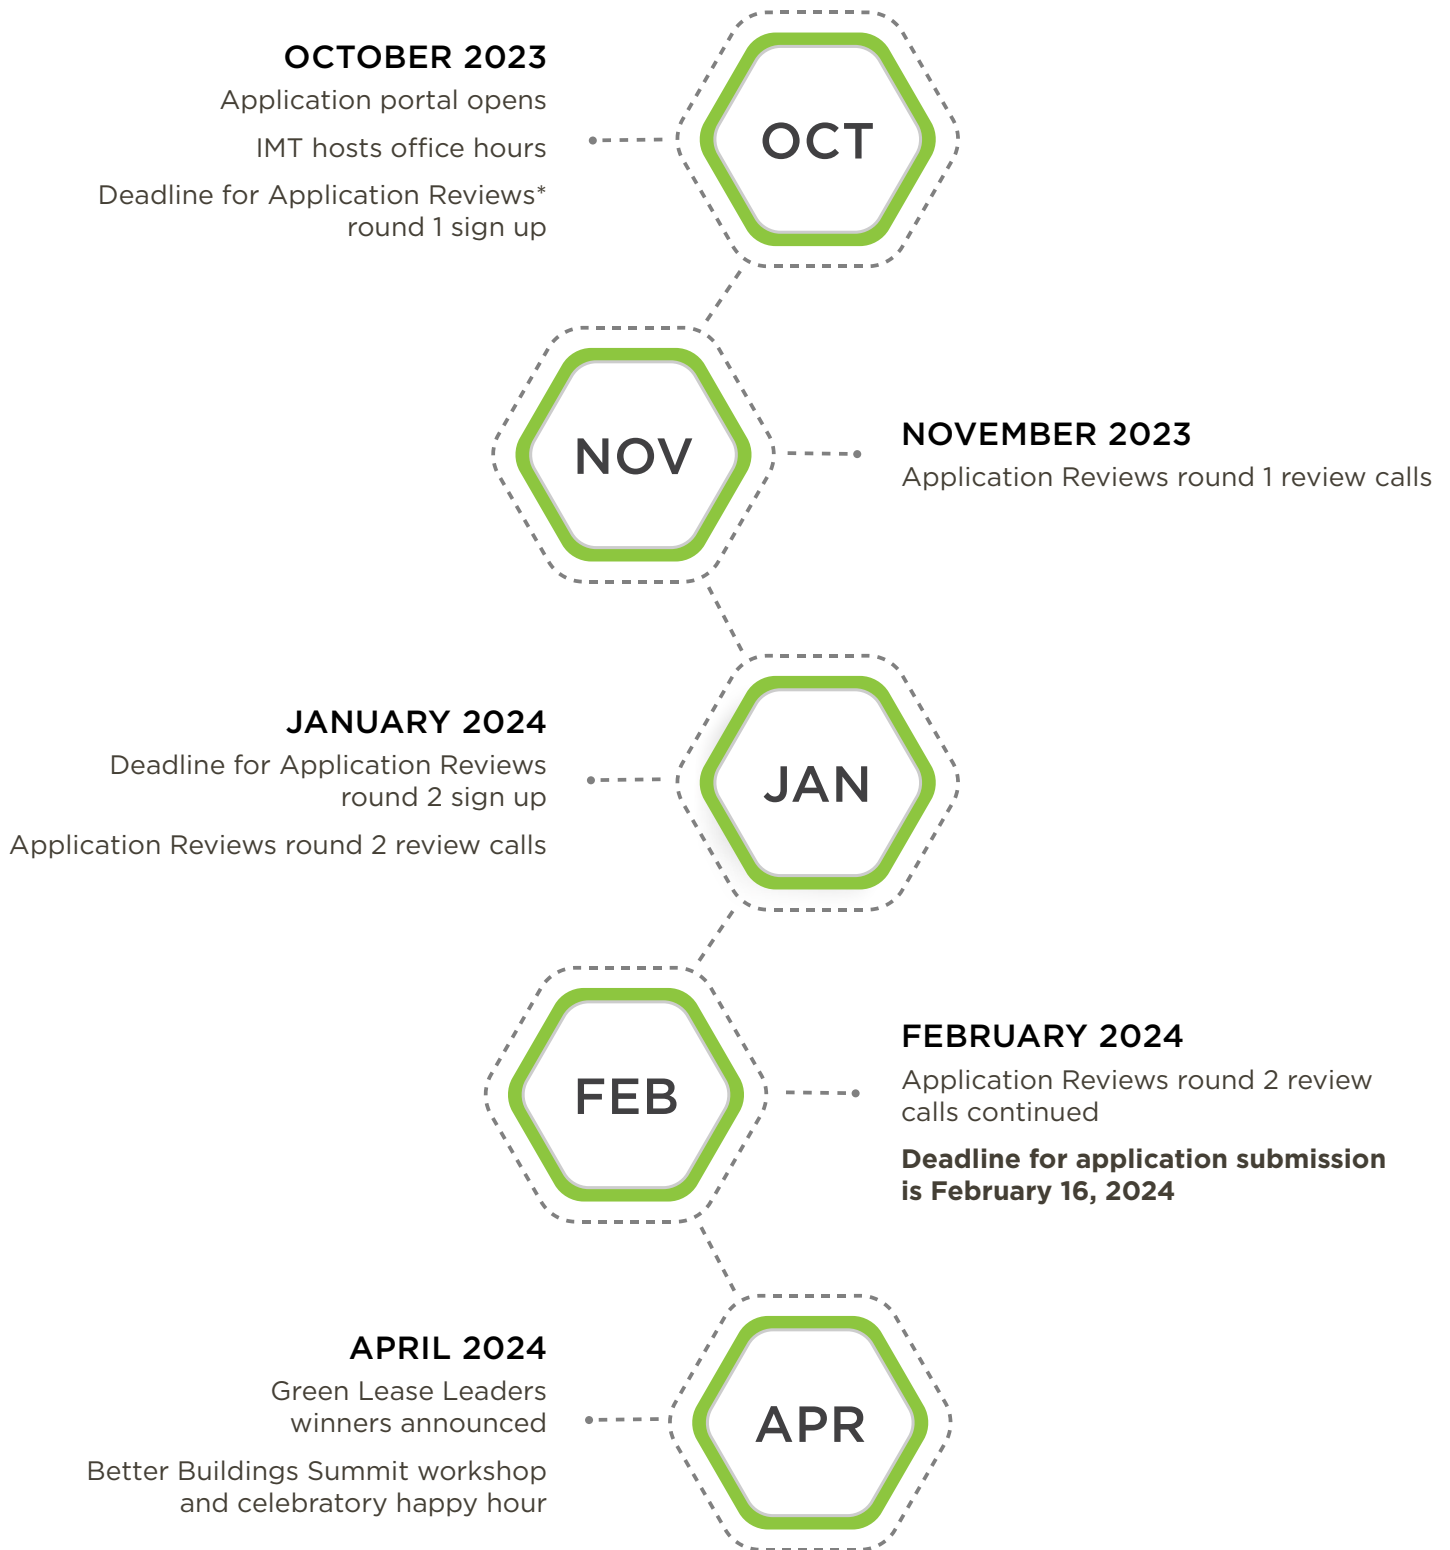 OCTOBER 2023
Application portal opens
IMT hosts office hours
Deadline for Application Reviews*
round 1 sign up
OCT
NOV
NOVEMBER 2023
Application Reviews round 1 review calls
JANUARY 2024
Deadline for Application Reviews
round 2 sign up
Application Reviews round 2 review calls
JAN
FEB
FEBRUARY 2024
Application Reviews round 2 review
calls continued
Deadline for application submission
is February 16, 2024
APRIL 2024
Green Lease Leaders
winners announced
Better Buildings Summit workshop
and celebratory happy hour
APR